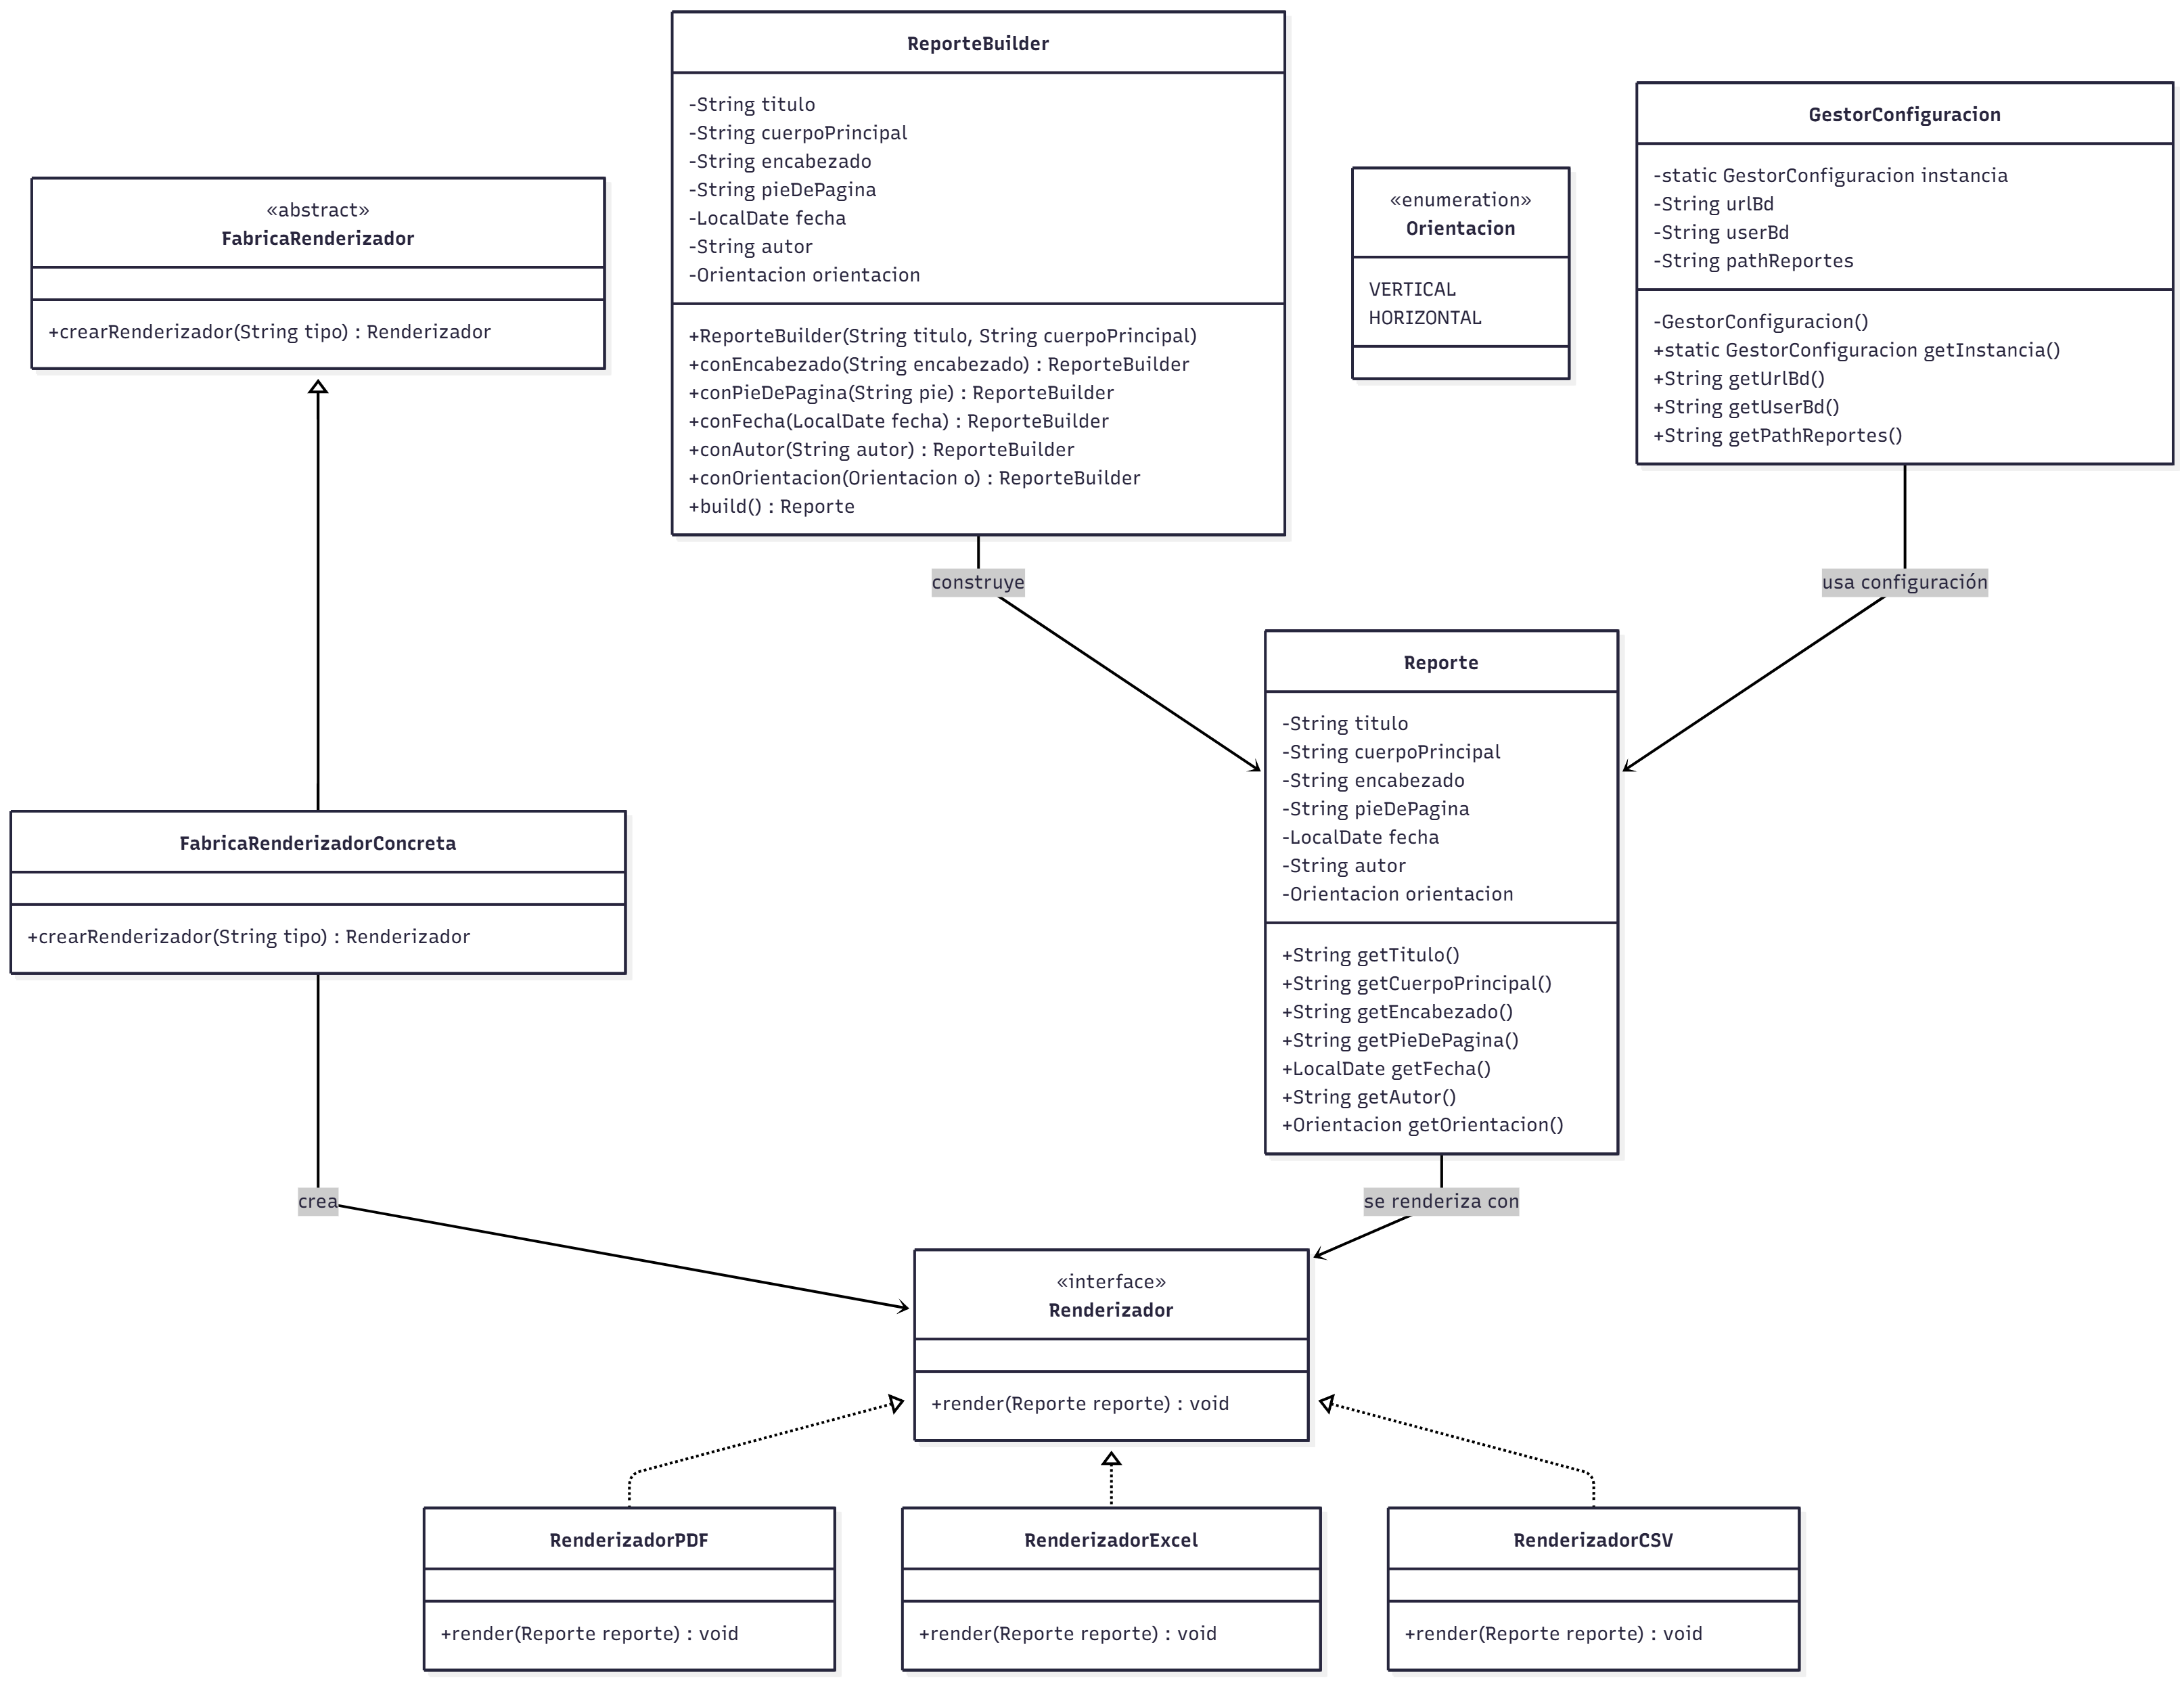 ReporteBuilder
-String titulo
-String cuerpoPrincipal
-String encabezado
-String pieDePagina
-LocalDate fecha
-String autor
-Orientacion orientacion
+ReporteBuilder(String titulo, String cuerpoPrincipal)
+conEncabezado(String encabezado) : ReporteBuilder
+conPieDePagina(String pie) : ReporteBuilder
+conFecha(LocalDate fecha) : ReporteBuilder
+conAutor(String autor) : ReporteBuilder
+conOrientacion(Orientacion o) : ReporteBuilder
+build() : Reporte
GestorConfiguracion
-static GestorConfiguracion instancia
-String urlBd
-String userBd
-String pathReportes
-GestorConfiguracion()
+static GestorConfiguracion getInstancia()
+String getUrlBd()
+String getUserBd()
+String getPathReportes()
«enumeration»
Orientacion
VERTICAL
HORIZONTAL
«abstract»
FabricaRenderizador
+crearRenderizador(String tipo) : Renderizador
construye
usa configuración
Reporte
-String titulo
-String cuerpoPrincipal
-String encabezado
-String pieDePagina
-LocalDate fecha
-String autor
-Orientacion orientacion
+String getTitulo()
+String getCuerpoPrincipal()
+String getEncabezado()
+String getPieDePagina()
+LocalDate getFecha()
+String getAutor()
+Orientacion getOrientacion()
FabricaRenderizadorConcreta
+crearRenderizador(String tipo) : Renderizador
crea
se renderiza con
«interface»
Renderizador
+render(Reporte reporte) : void
RenderizadorPDF
+render(Reporte reporte) : void
RenderizadorExcel
+render(Reporte reporte) : void
RenderizadorCSV
+render(Reporte reporte) : void